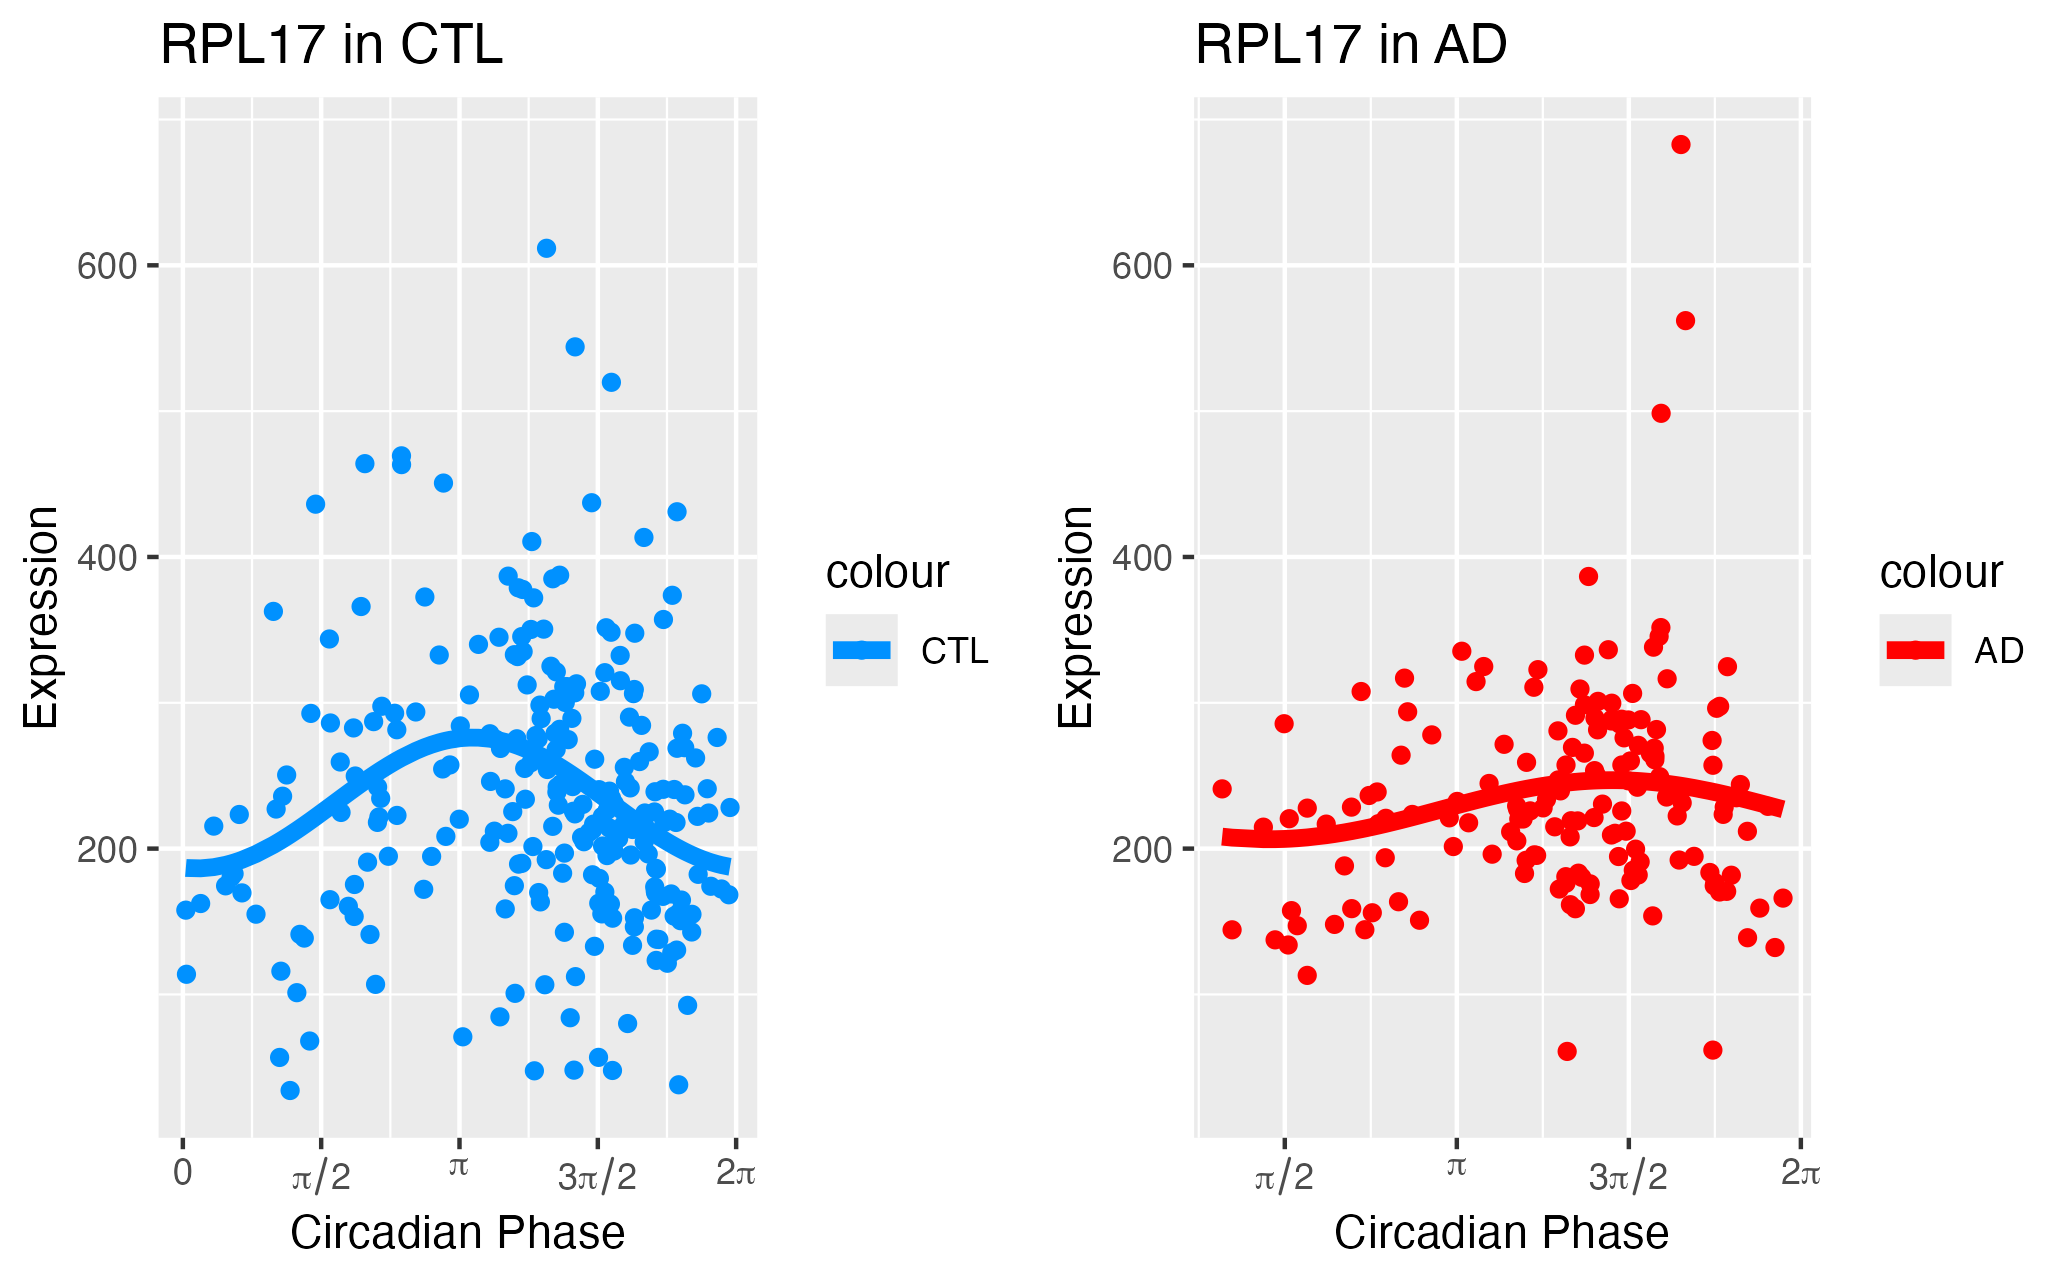 RPL17 in CTL
600
400
200
Expression
0 π/2 π 3π/2 2π
Circadian Phase
colour
CTL
RPL17 in AD
600
400
200
Expression
π/2 π 3π/2 2π
Circadian Phase
colour
AD